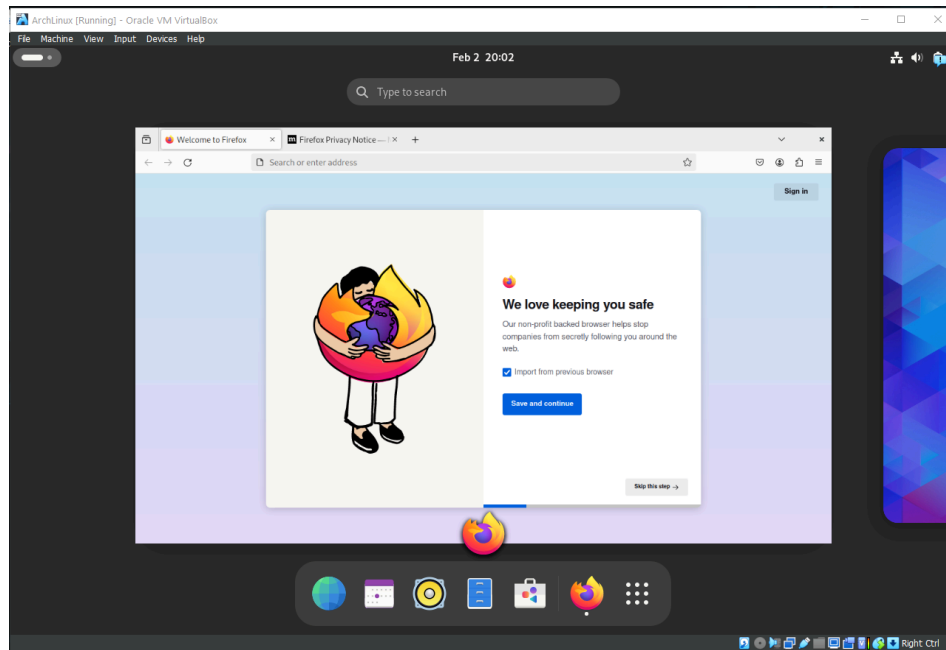 ArchLinux [Running] - Oracle VM VirtualBox
File Machine View Input Devices Help
Feb 2 20:02
Type to search
Welcome to Firefox
Firefox Privacy Notice —
Search or enter address
Sign in
We love keeping you safe
Our non-profit backed browser helps stop
companies from secretly following you around the
web.
Import from previous browser
Save and continue
Skip this step →
Right Ctrl